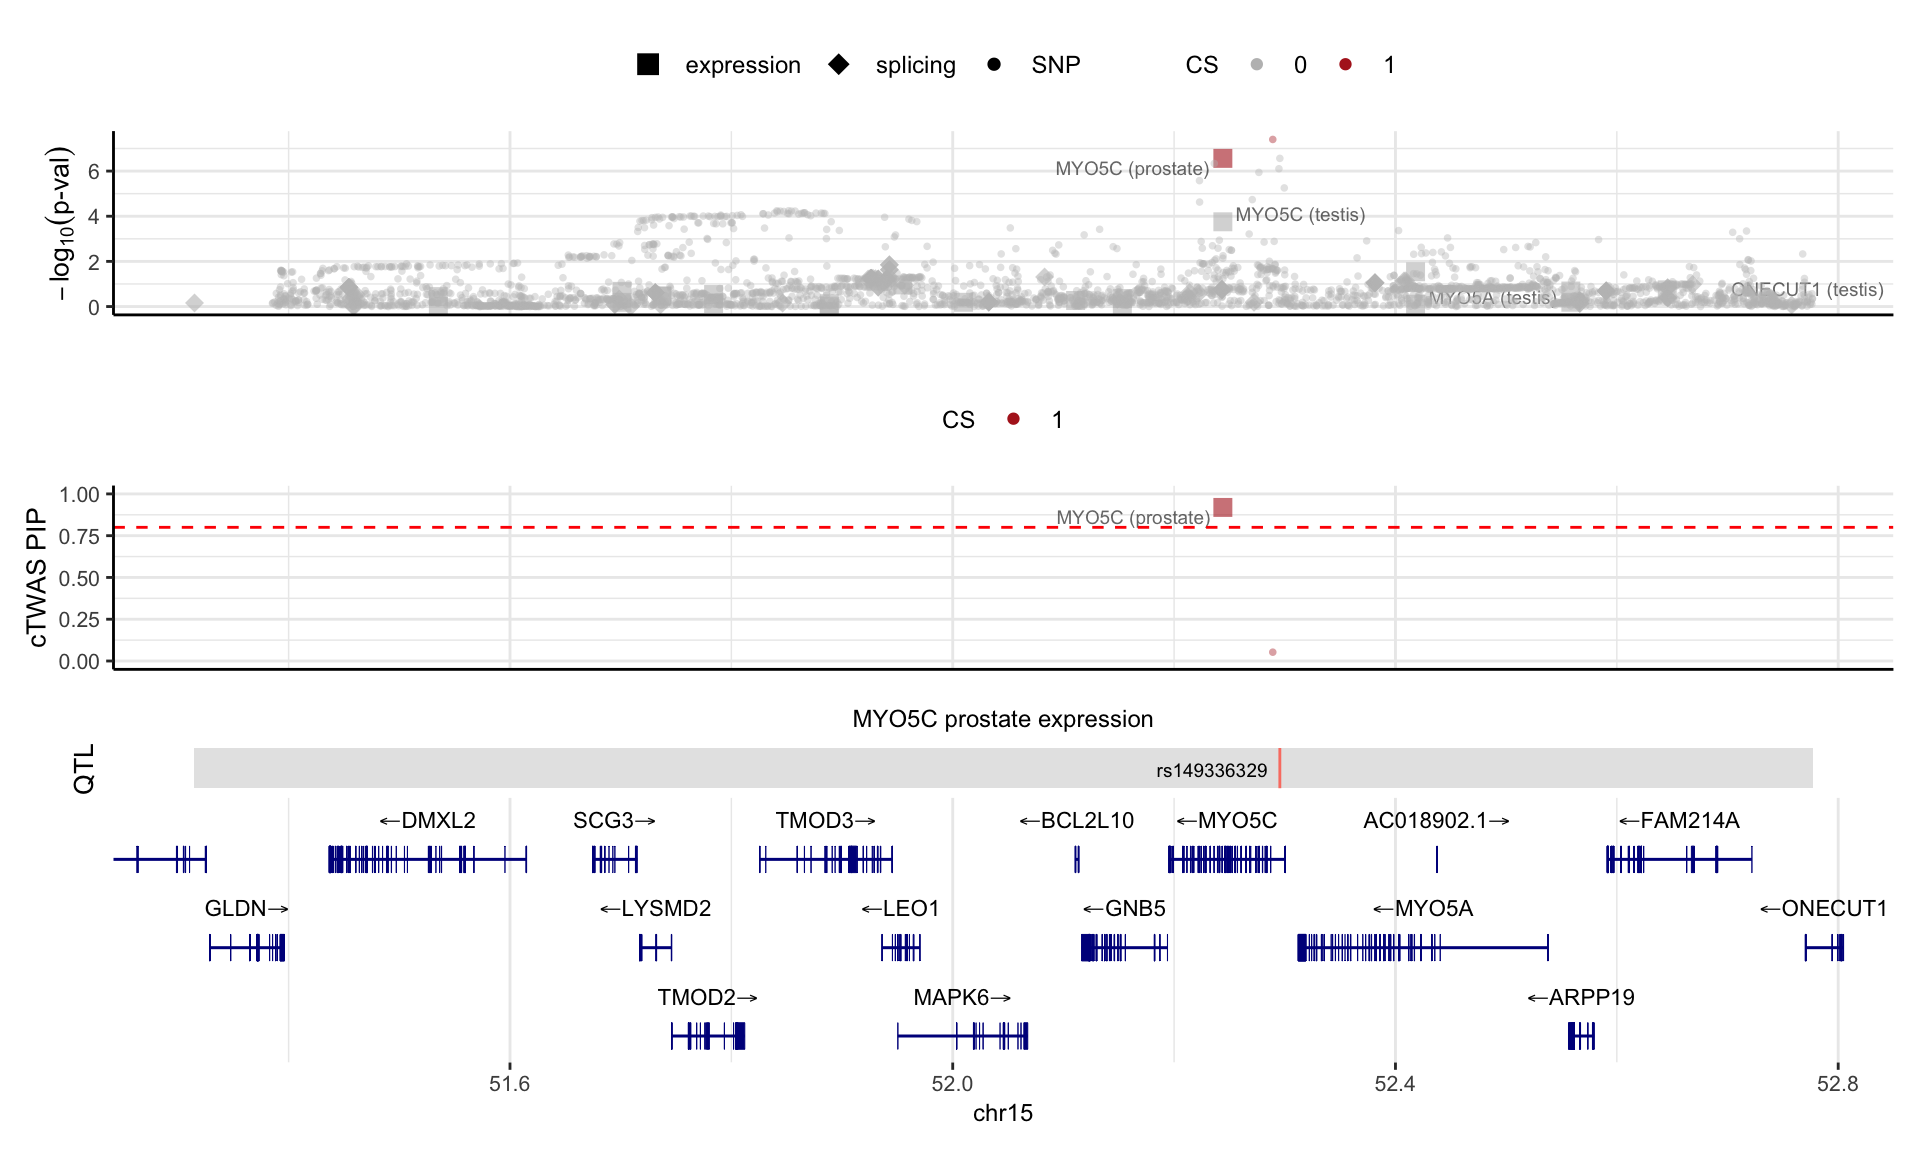 expression splicing SNP CS 0 1
−log10(p-val)
6
4
2
0
MYO5C (prostate)
MYO5C (testis)
MYO5A (testis)
ONECUT1 (testis)
CS 1
cTWAS PIP
1.00
0.75
0.50
0.25
0.00
MYO5C (prostate)
MYO5C prostate expression
QTL
rs149336329
←DMXL2 SCG3→ TMOD3→ ←BCL2L10 ←MYO5C AC018902.1→ ←FAM214A
GLDN→ ←LYSMD2 ←LEO1 ←GNB5 ←MYO5A ←ONECUT1
TMOD2→ MAPK6→ ←ARPP19
51.6 52.0 52.4 52.8
chr15